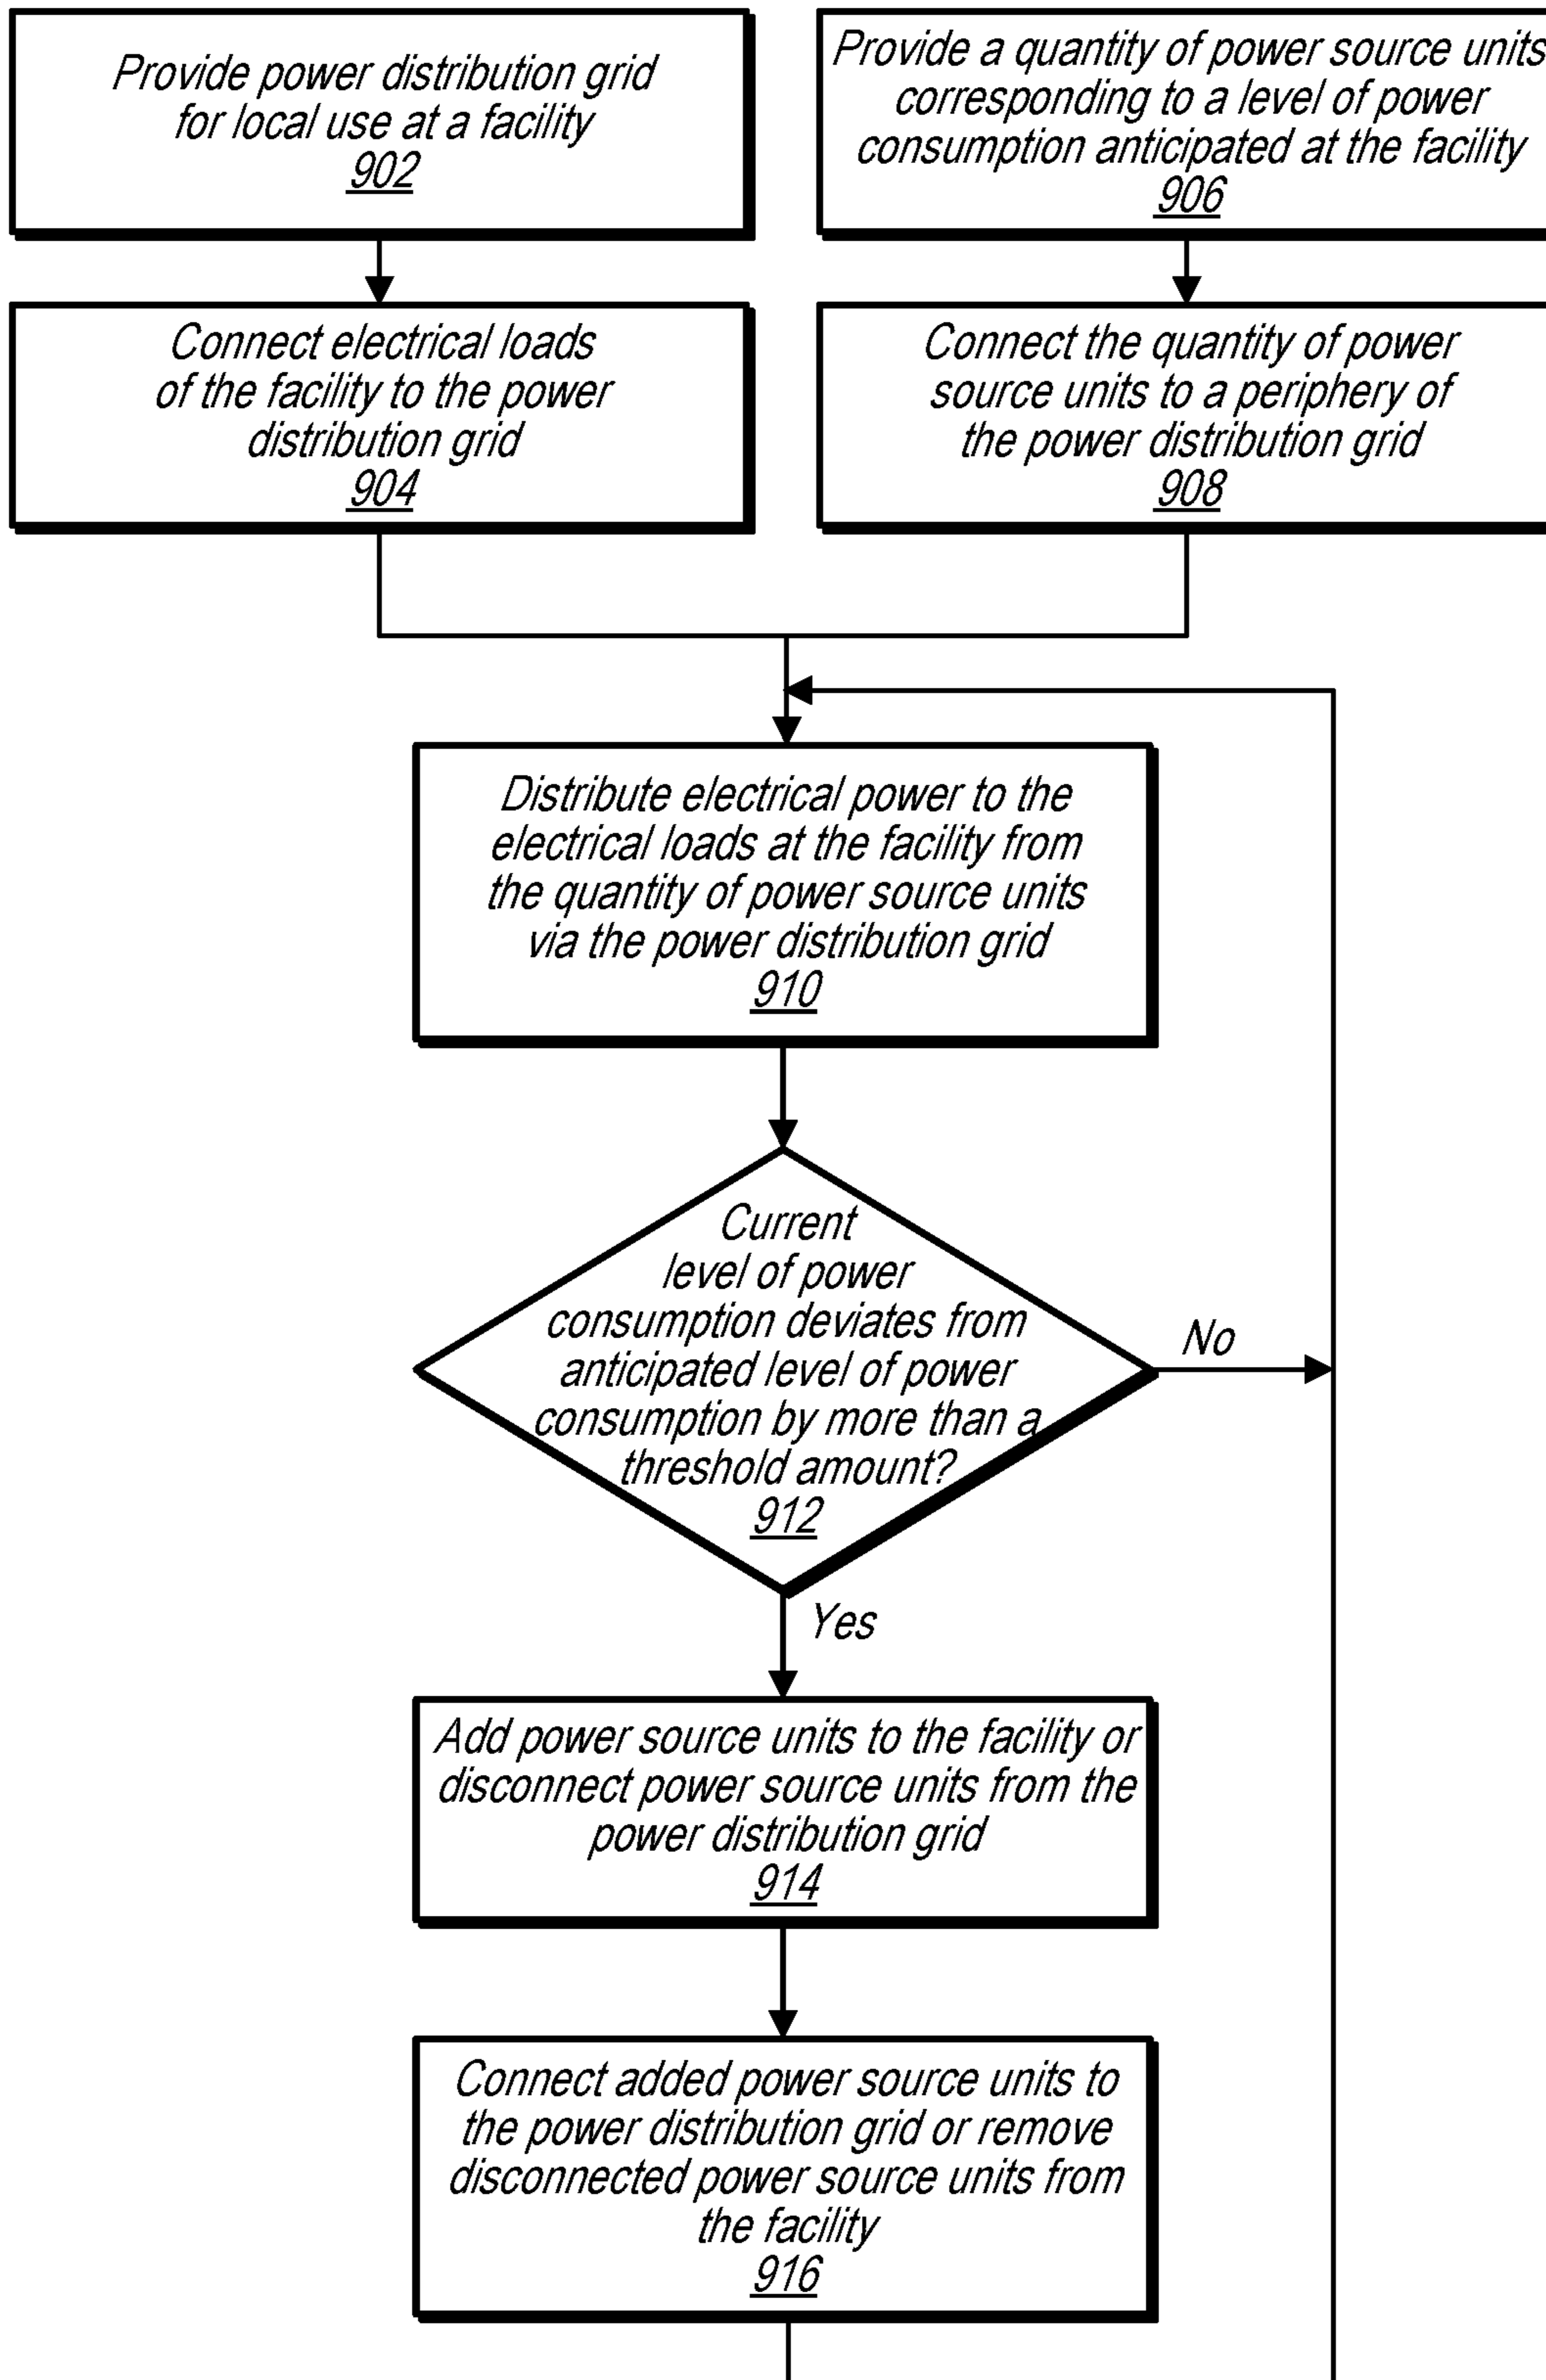 Provide power distribution grid
for local use at a facility
902
Provide a quantity of power source units
corresponding to a level of power
consumption anticipated at the facility
906
Connect electrical loads
of the facility to the power
distribution grid
904
Connect the quantity of power
source units to a periphery of
the power distribution grid
908
Distribute electrical power to the
electrical loads at the facility from
the quantity of power source units
via the power distribution grid
910
Current
level of power
consumption deviates from
anticipated level of power
consumption by more than a
threshold amount?
912
No
Yes
Add power source units to the facility or
disconnect power source units from the
power distribution grid
914
Connect added power source units to
the power distribution grid or remove
disconnected power source units from
the facility
916